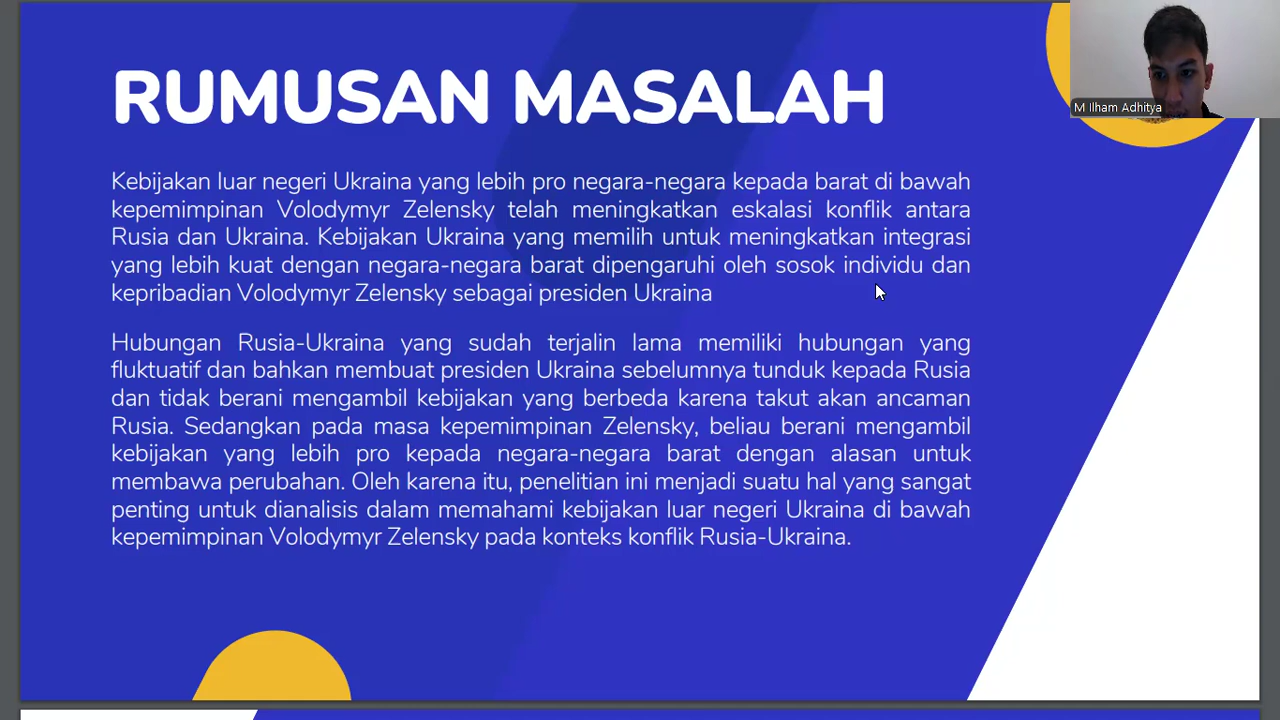 RUMUSAN MASALAH
M Ilham Adhitya
Kebijakan luar negeri Ukraina yang lebih pro negara-negara kepada barat di bawah
kepemimpinan Volodymyr Zelensky telah meningkatkan eskalasi konflik antara
Rusia dan Ukraina. Kebijakan Ukraina yang memilih untuk meningkatkan integrasi
yang lebih kuat dengan negara-negara barat dipengaruhi oleh sosok individu dan
kepribadian Volodymyr Zelensky sebagai presiden Ukraina
Hubungan Rusia-Ukraina yang sudah terjalin lama memiliki hubungan yang
fluktuatif dan bahkan membuat presiden Ukraina sebelumnya tunduk kepada Rusia
dan tidak berani mengambil kebijakan yang berbeda karena takut akan ancaman
Rusia. Sedangkan pada masa kepemimpinan Zelensky, beliau berani mengambil
kebijakan yang lebih pro kepada negara-negara barat dengan alasan untuk
membawa perubahan. Oleh karena itu, penelitian ini menjadi suatu hal yang sangat
penting untuk dianalisis dalam memahami kebijakan luar negeri Ukraina di bawah
kepemimpinan Volodymyr Zelensky pada konteks konflik Rusia-Ukraina.